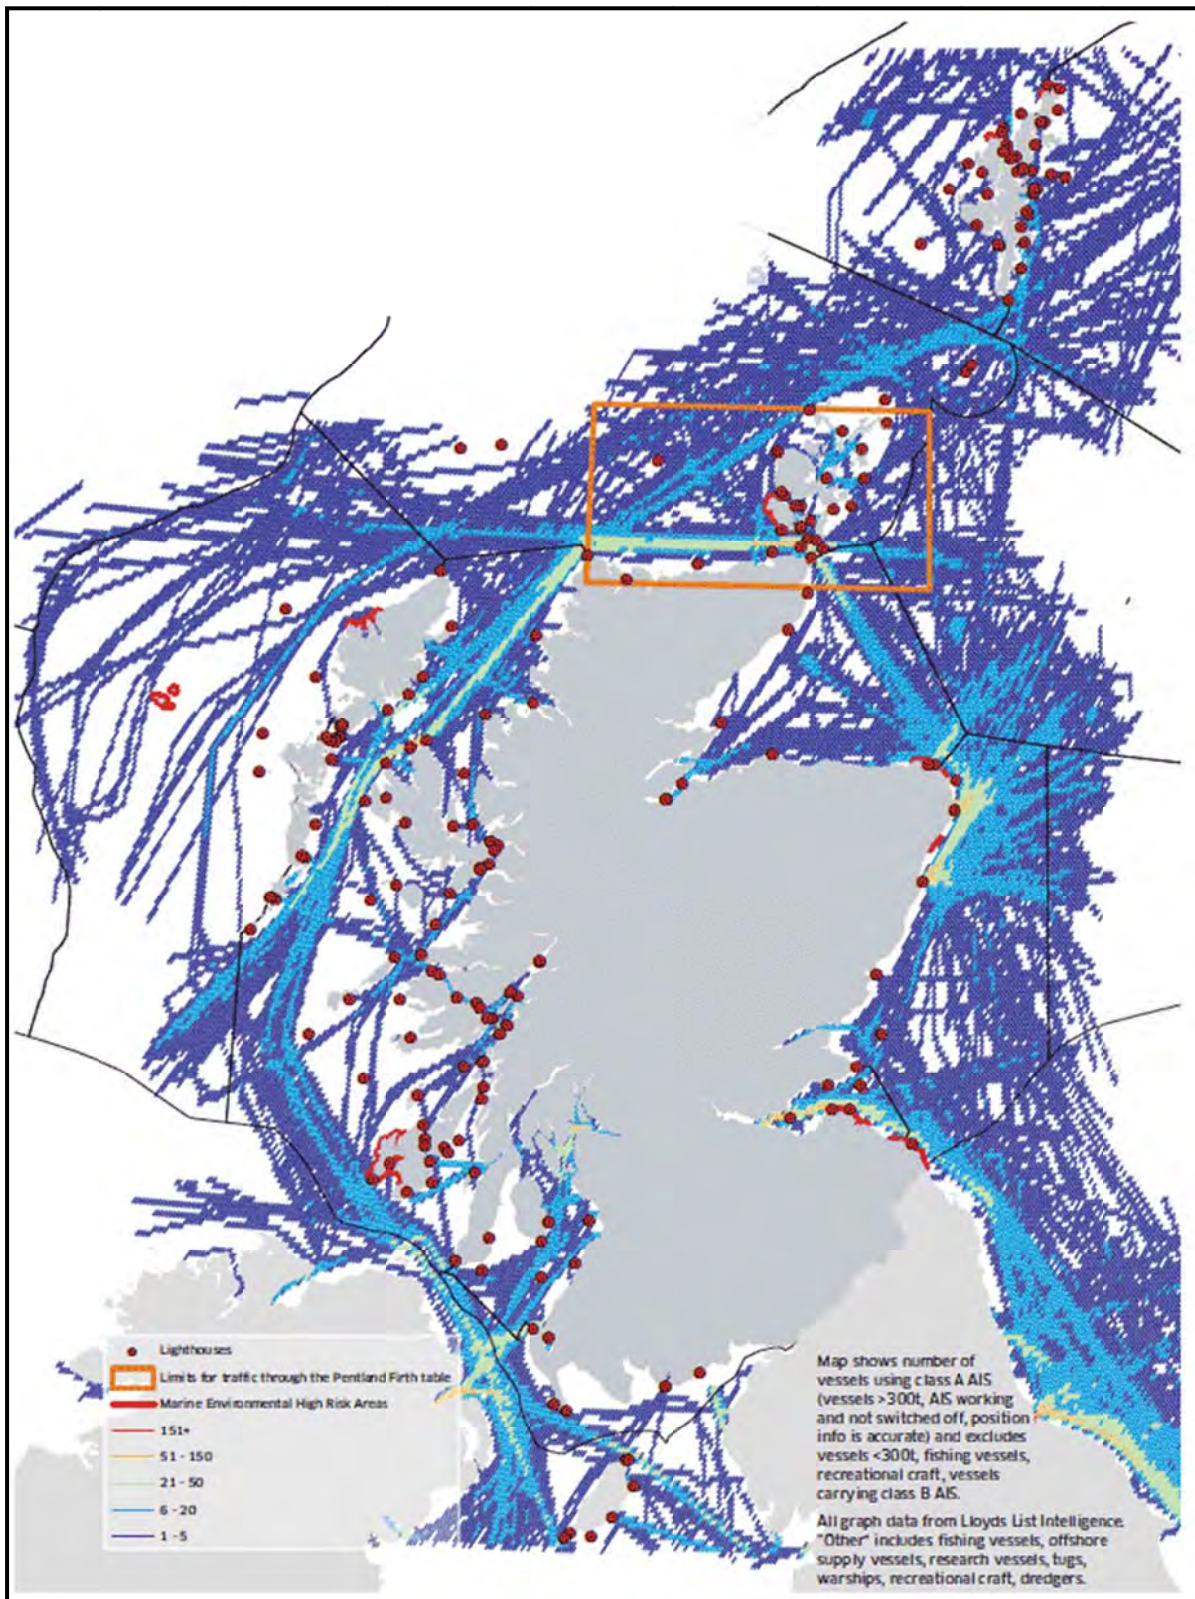 Lighthouses
Limits for traffic through the Pentland Firth table
Marine Environmental High Risk Areas
151+
51 - 150
21 - 50
6 - 20
1 - 5
Map shows number of
vessels using class A AIS
(vessels >300t, AIS working
and not switched off, position
info is accurate) and excludes
vessels <300t, fishing vessels,
recreational craft, vessels
carrying class B AIS.
All graph data from Lloyds List Intelligence.
"Other" includes fishing vessels, offshore
supply vessels, research vessels, tugs,
warships, recreational craft, dredgers.